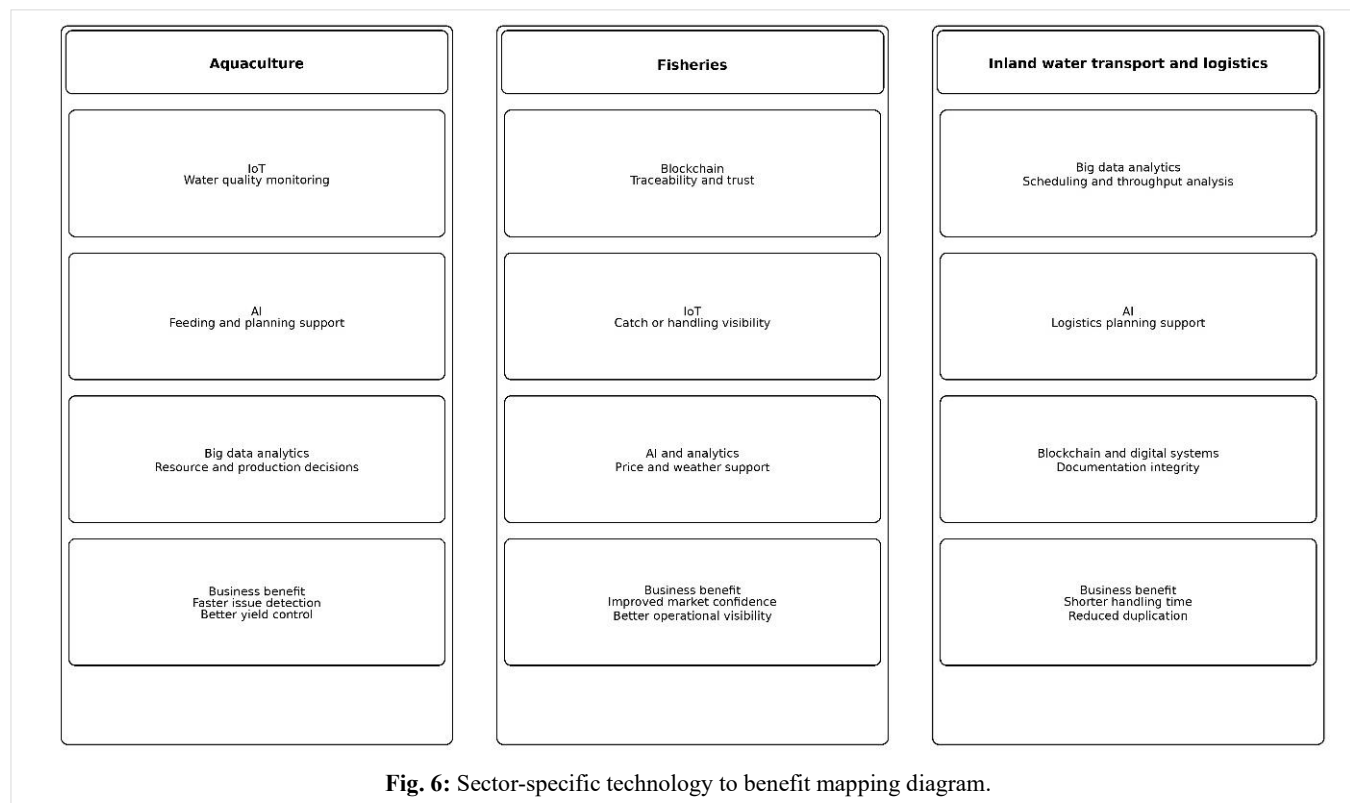 Aquaculture
IoT
Water quality monitoring
AI
Feeding and planning support
Big data analytics
Resource and production decisions
Business benefit
Faster issue detection
Better yield control
Fisheries
Blockchain
Traceability and trust
IoT
Catch or handling visibility
AI and analytics
Price and weather support
Business benefit
Improved market confidence
Better operational visibility
Inland water transport and logistics
Big data analytics
Scheduling and throughput analysis
AI
Logistics planning support
Blockchain and digital systems
Documentation integrity
Business benefit
Shorter handling time
Reduced duplication
Fig. 6: Sector-specific technology to benefit mapping diagram.